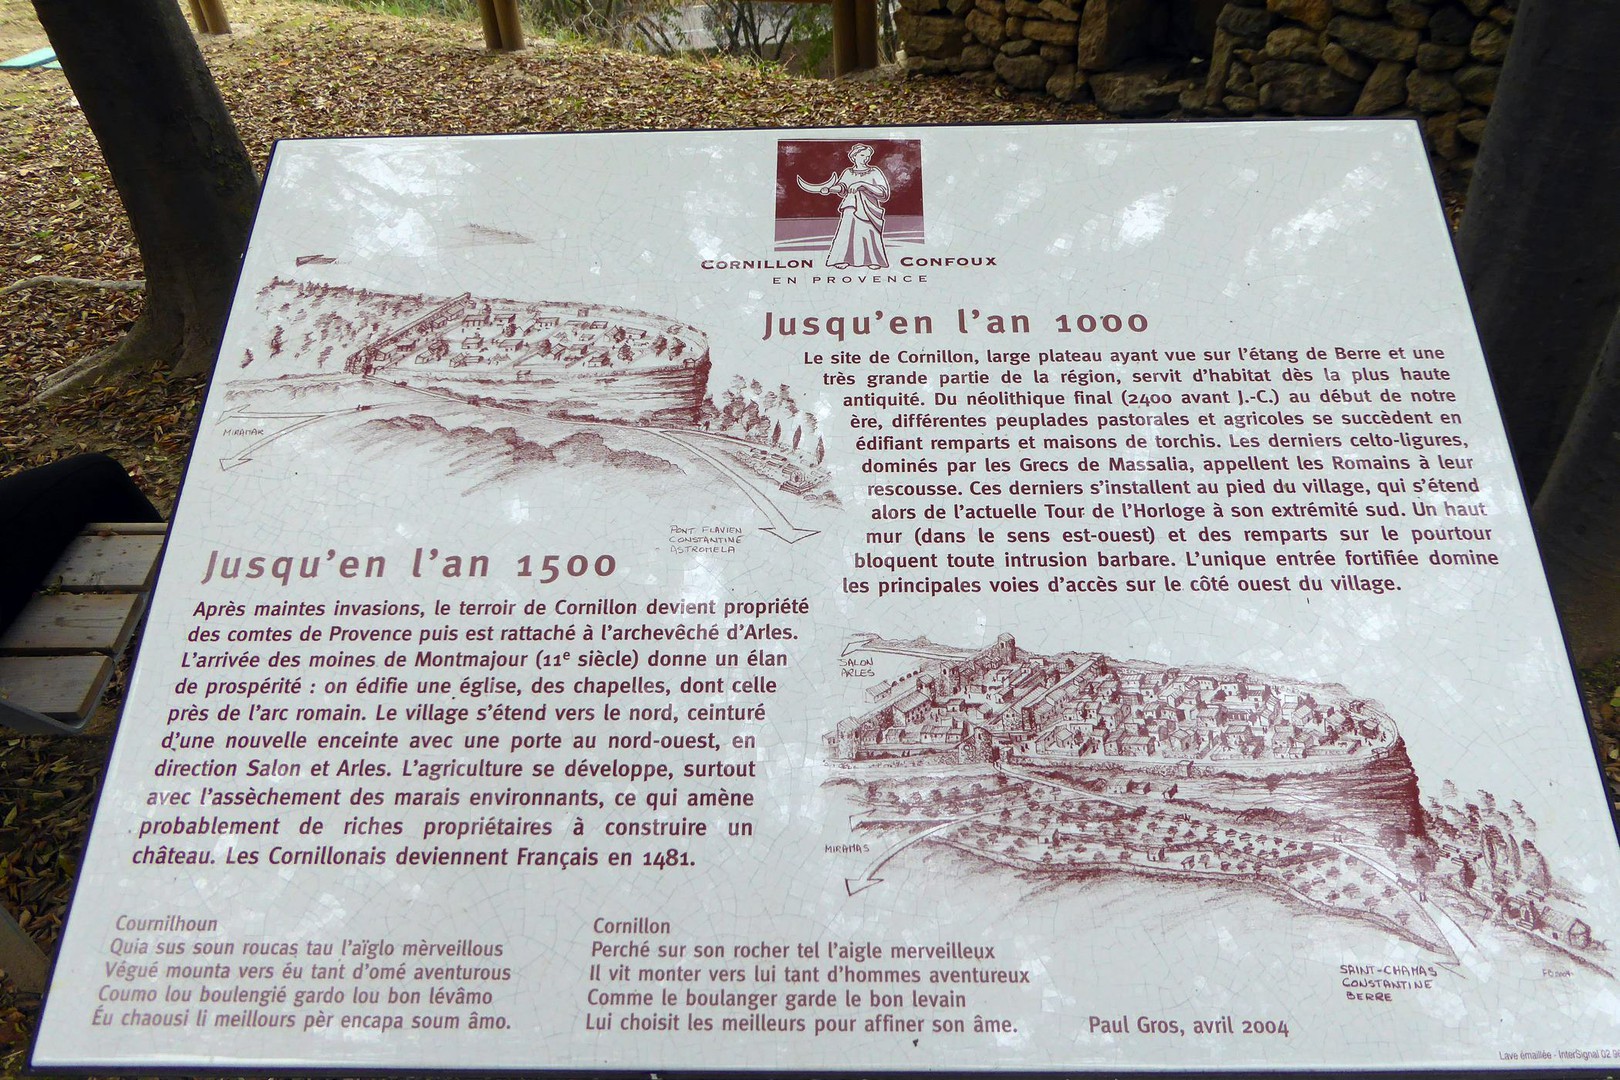 CORNILLON CONFOUX
EN PROVENCE
Jusqu'en l'an 1000
Le site de Cornillon, large plateau ayant vue sur l'étang de Berre et une
très grande partie de la région, servit d'habitat dès la plus haute
antiquité. Du néolithique final (2400 avant J.-C.) au début de notre
ère, différentes peuplades pastorales et agricoles se succèdent en
édifiant remparts et maisons de torchis. Les derniers celto-ligures,
dominés par les Grecs de Massalia, appellent les Romains à leur
rescousse. Ces derniers s'installent au pied du village, qui s'étend
alors de l'actuelle Tour de l'Horloge à son extrémité sud. Un haut
mur (dans le sens est-ouest) et des remparts sur le pourtour
bloquent toute intrusion barbare. L'unique entrée fortifiée domine
les principales voies d'accès sur le côté ouest du village.
MIRAMAR
PONT FLAVIEN
CONSTANTINE
ASTROMELA
Jusqu'en l'an 1500
Après maintes invasions, le terroir de Cornillon devient propriété
des comtes de Provence puis est rattaché à l'archevêché d'Arles.
L'arrivée des moines de Montmajour (11e siècle) donne un élan
de prospérité : on édifie une église, des chapelles, dont celle
près de l'arc romain. Le village s'étend vers le nord, ceinturé
d'une nouvelle enceinte avec une porte au nord-ouest, en
direction Salon et Arles. L'agriculture se développe, surtout
avec l'assèchement des marais environnants, ce qui amène
probablement de riches propriétaires à construire un
château. Les Cornillonais deviennent Français en 1481.
SALON
ARLES
MIRAMAS
SAINT-CHAMAS
CONSTANTINE
BERRE
Cournilhoun
Quia sus soun roucas tau l'aïglo mèrveillous
Végué mounta vers éu tant d'omé aventurous
Coumo lou boulengié gardo lou bon lévâmo
Éu chaousi li meillours pèr encapa soum âmo.
Cornillon
Perché sur son rocher tel l'aigle merveilleux
Il vit monter vers lui tant d'hommes aventureux
Comme le boulanger garde le bon levain
Lui choisit les meilleurs pour affiner son âme.
Paul Gros, avril 2004
Lave émaillée - InterSignal 02